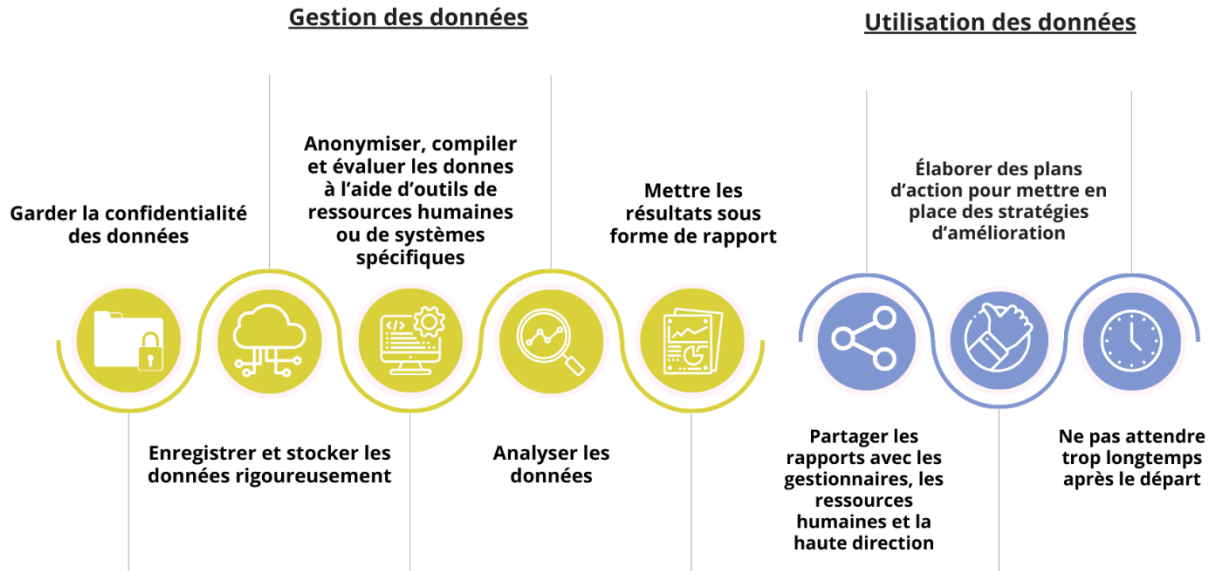 Gestion des données
Garder la confidentialité
des données
Enregistrer et stocker les
données rigoureusement
Anonymiser, compiler
et évaluer les donnes
à l’aide d’outils de
ressources humaines
ou de systèmes
spécifiques
Analyser les
données
Mettre les
résultats sous
forme de rapport
Utilisation des données
Partager les
rapports avec les
gestionnaires, les
ressources
humaines et la
haute direction
Élaborer des plans
d’action pour mettre en
place des stratégies
d’amélioration
Ne pas attendre
trop longtemps
après le départ